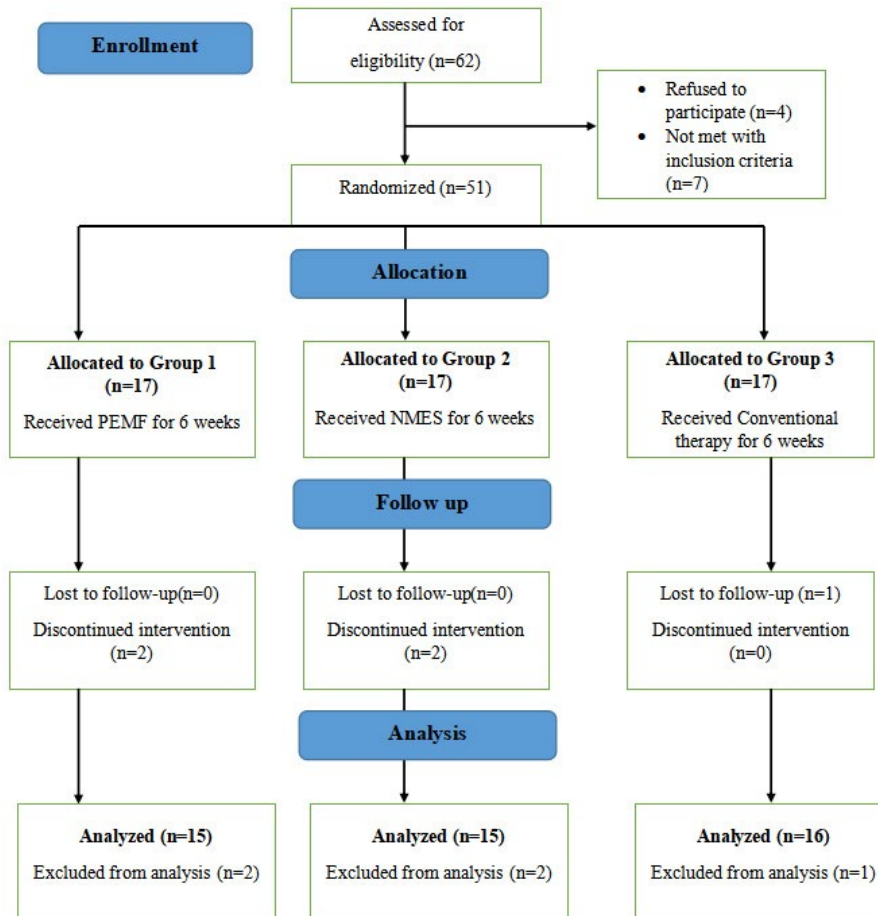 Enrollment
Assessed for
eligibility (n=62)
• Refused to
participate (n=4)
• Not met with
inclusion criteria
(n=7)
Randomized (n=51)
Allocation
Allocated to Group 1
(n=17)
Received PEMF for 6 weeks
Allocated to Group 2
(n=17)
Received NMES for 6 weeks
Allocated to Group 3
(n=17)
Received Conventional
therapy for 6 weeks
Follow up
Lost to follow-up(n=0)
Discontinued intervention
(n=2)
Lost to follow-up(n=0)
Discontinued intervention
(n=2)
Lost to follow-up (n=1)
Discontinued intervention
(n=0)
Analysis
Analyzed (n=15)
Excluded from analysis (n=2)
Analyzed (n=15)
Excluded from analysis (n=2)
Analyzed (n=16)
Excluded from analysis (n=1)